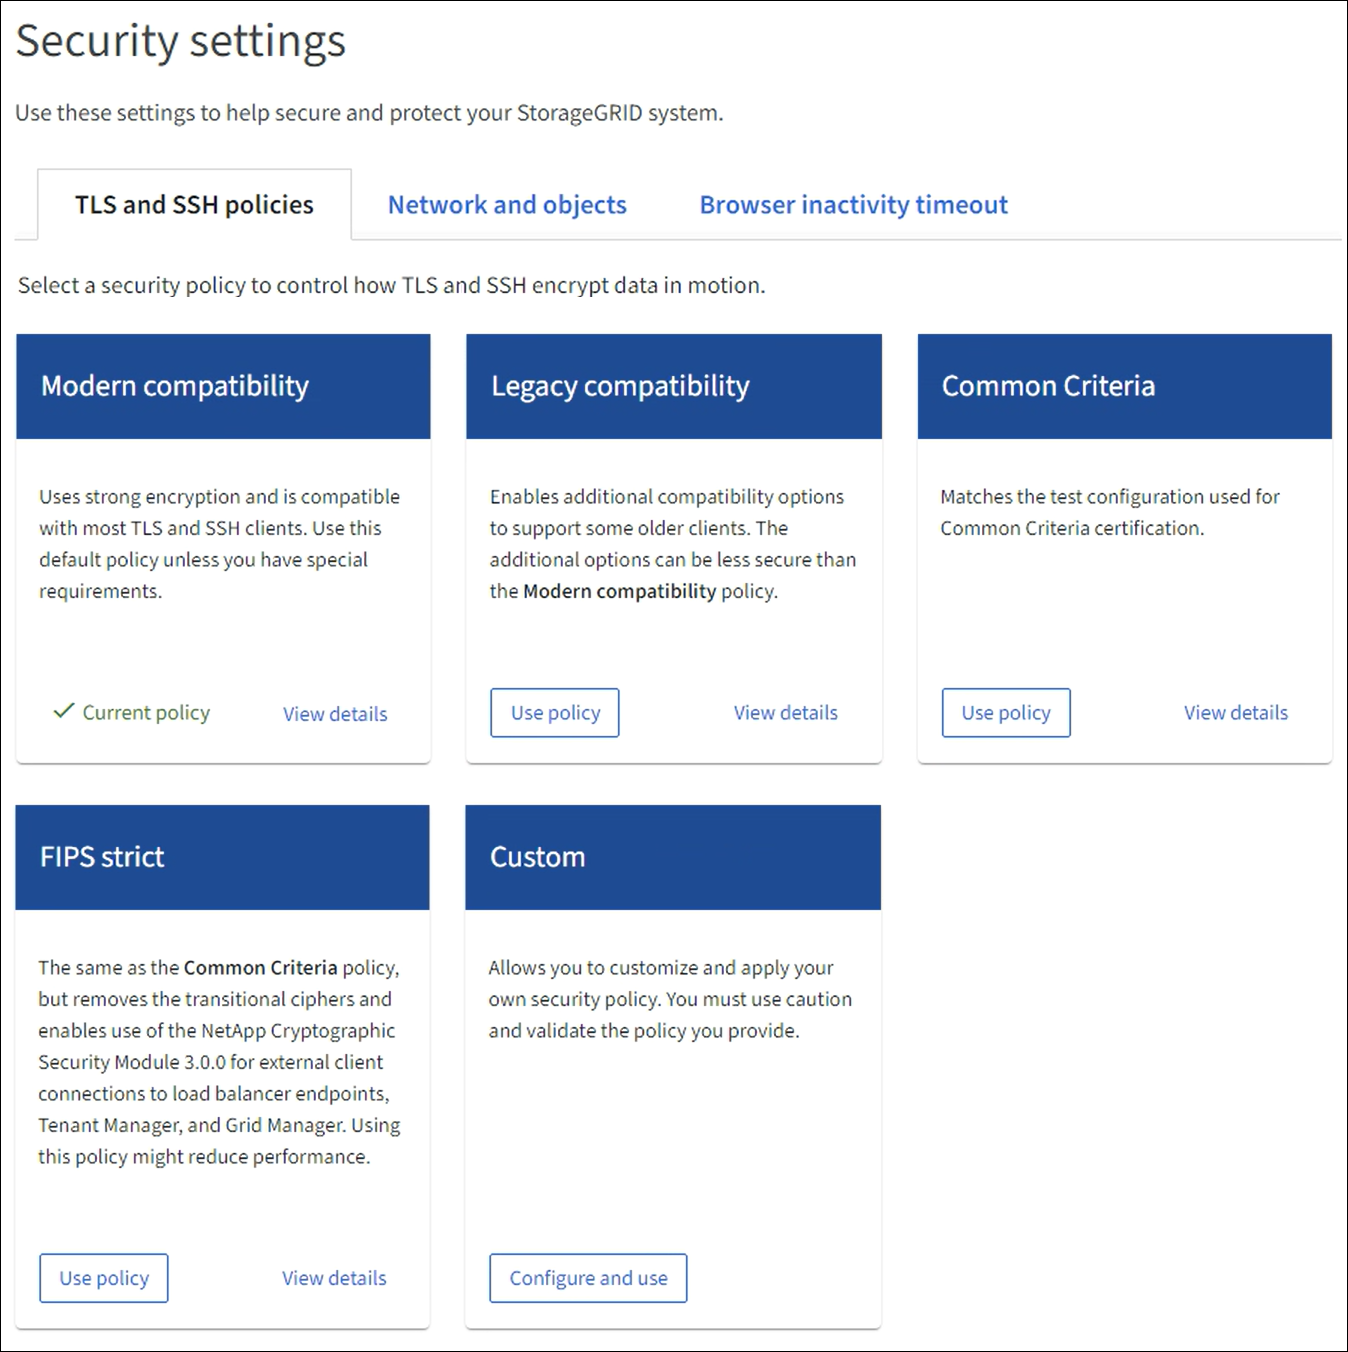 Security settings
Use these settings to help secure and protect your StorageGRID system.
TLS and SSH policies
Network and objects
Browser inactivity timeout
Select a security policy to control how TLS and SSH encrypt data in motion.
Modern compatibility
Uses strong encryption and is compatible
with most TLS and SSH clients. Use this
default policy unless you have special
requirements.
Current policy
View details
Legacy compatibility
Enables additional compatibility options
to support some older clients. The
additional options can be less secure than
the Modern compatibility policy.
Use policy
View details
Common Criteria
Matches the test configuration used for
Common Criteria certification.
Use policy
View details
FIPS strict
The same as the Common Criteria policy,
but removes the transitional ciphers and
enables use of the NetApp Cryptographic
Security Module 3.0.0 for external client
connections to load balancer endpoints,
Tenant Manager, and Grid Manager. Using
this policy might reduce performance.
Use policy
View details
Custom
Allows you to customize and apply your
own security policy. You must use caution
and validate the policy you provide.
Configure and use